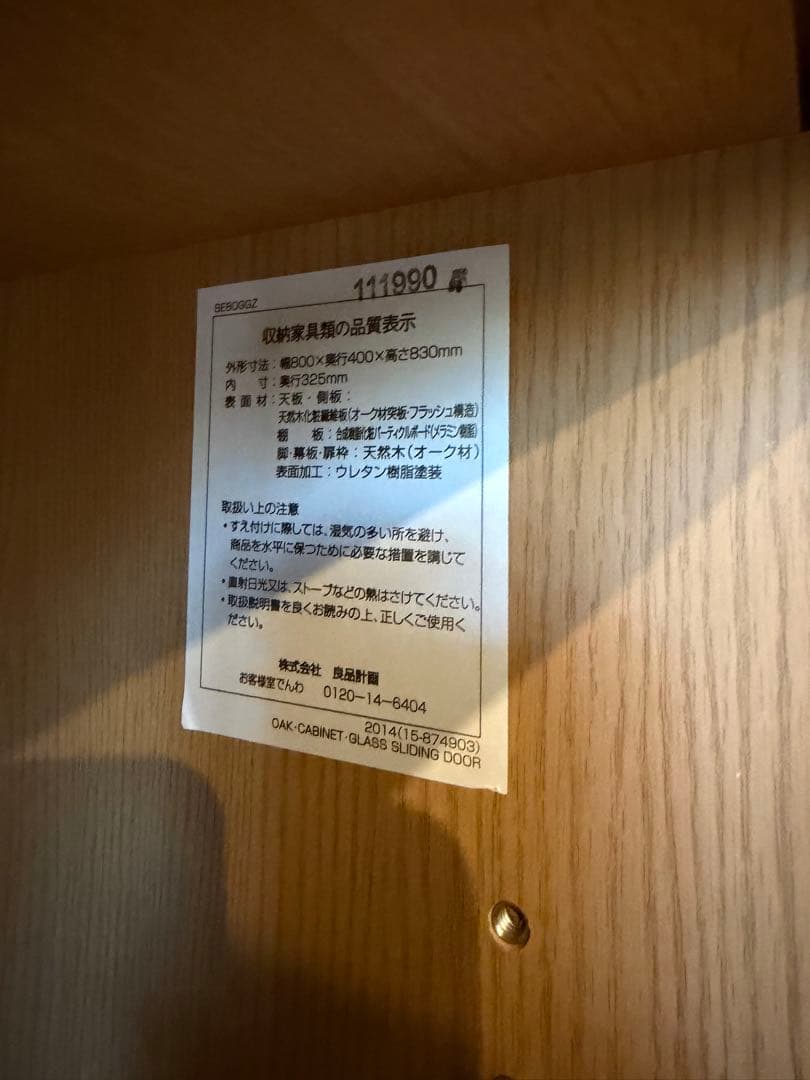 BE8OGGZ
111990
収納家具類の品質表示
外形寸法：幅800×奥行400×高さ830mm
内　　寸：奥行325mm
表 面 材：天板・側板：
天然木化粧繊維板(オーク材突板・フラッシュ構造)
棚　　板：合成樹脂化粧パーティクルボード(メラミン樹脂)
脚・幕板・扉枠：天然木(オーク材)
表面加工：ウレタン樹脂塗装
取扱い上の注意
・すえ付けに際しては、湿気の多い所を避け、
商品を水平に保つために必要な措置を講じて
ください。
・直射日光又は、ストーブなどの熱はさけてください。
・取扱説明書を良くお読みの上、正しくご使用く
ださい。
株式会社　良品計画
お客様室でんわ　0120-14-6404
2014(15-874903)
OAK・CABINET・GLASS SLIDING DOOR